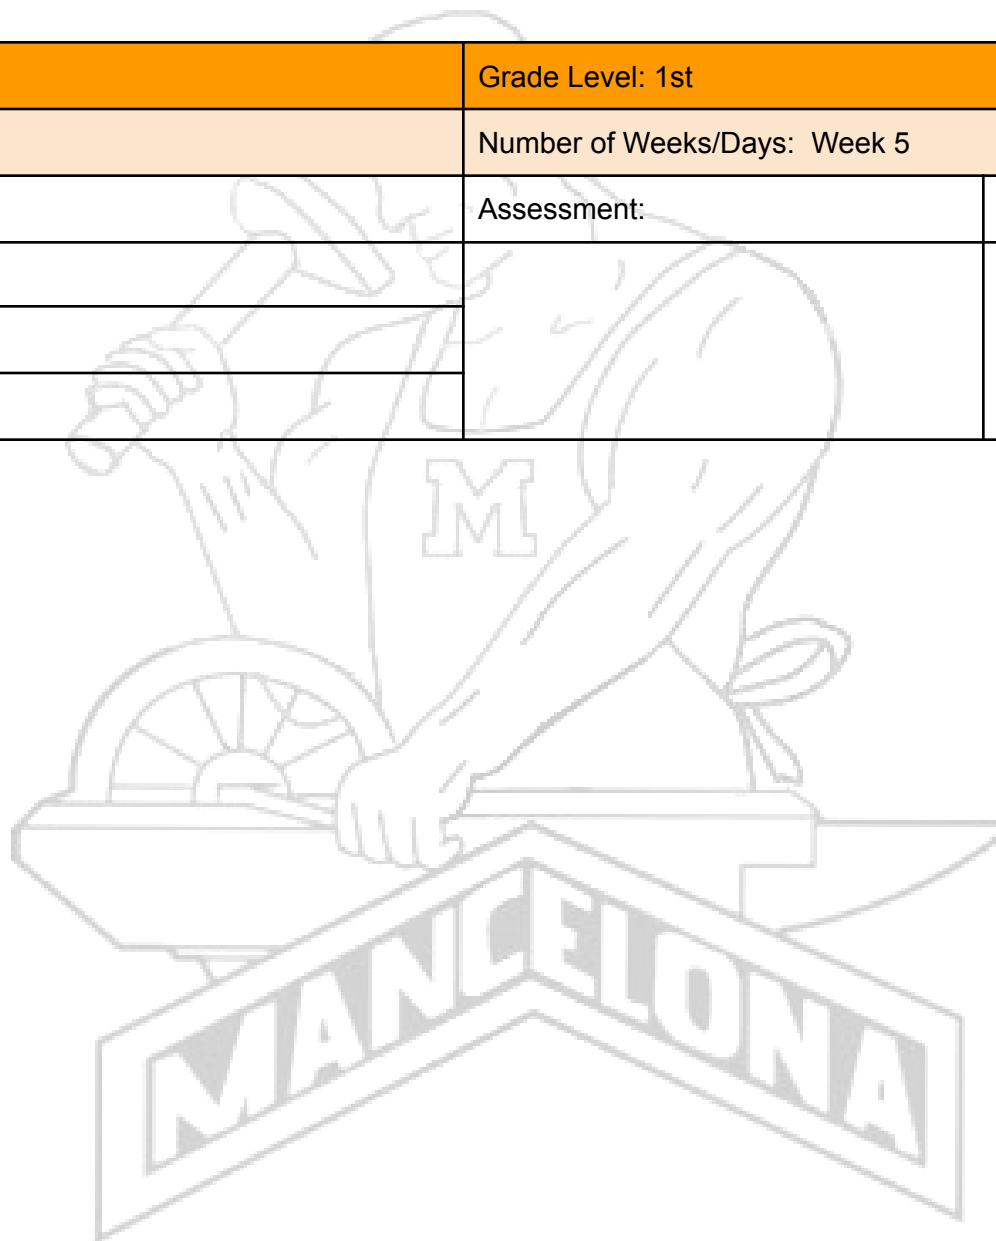 Grade Level: 1st
Number of Weeks/Days: Week 5
Assessment:
M
MANCELONA